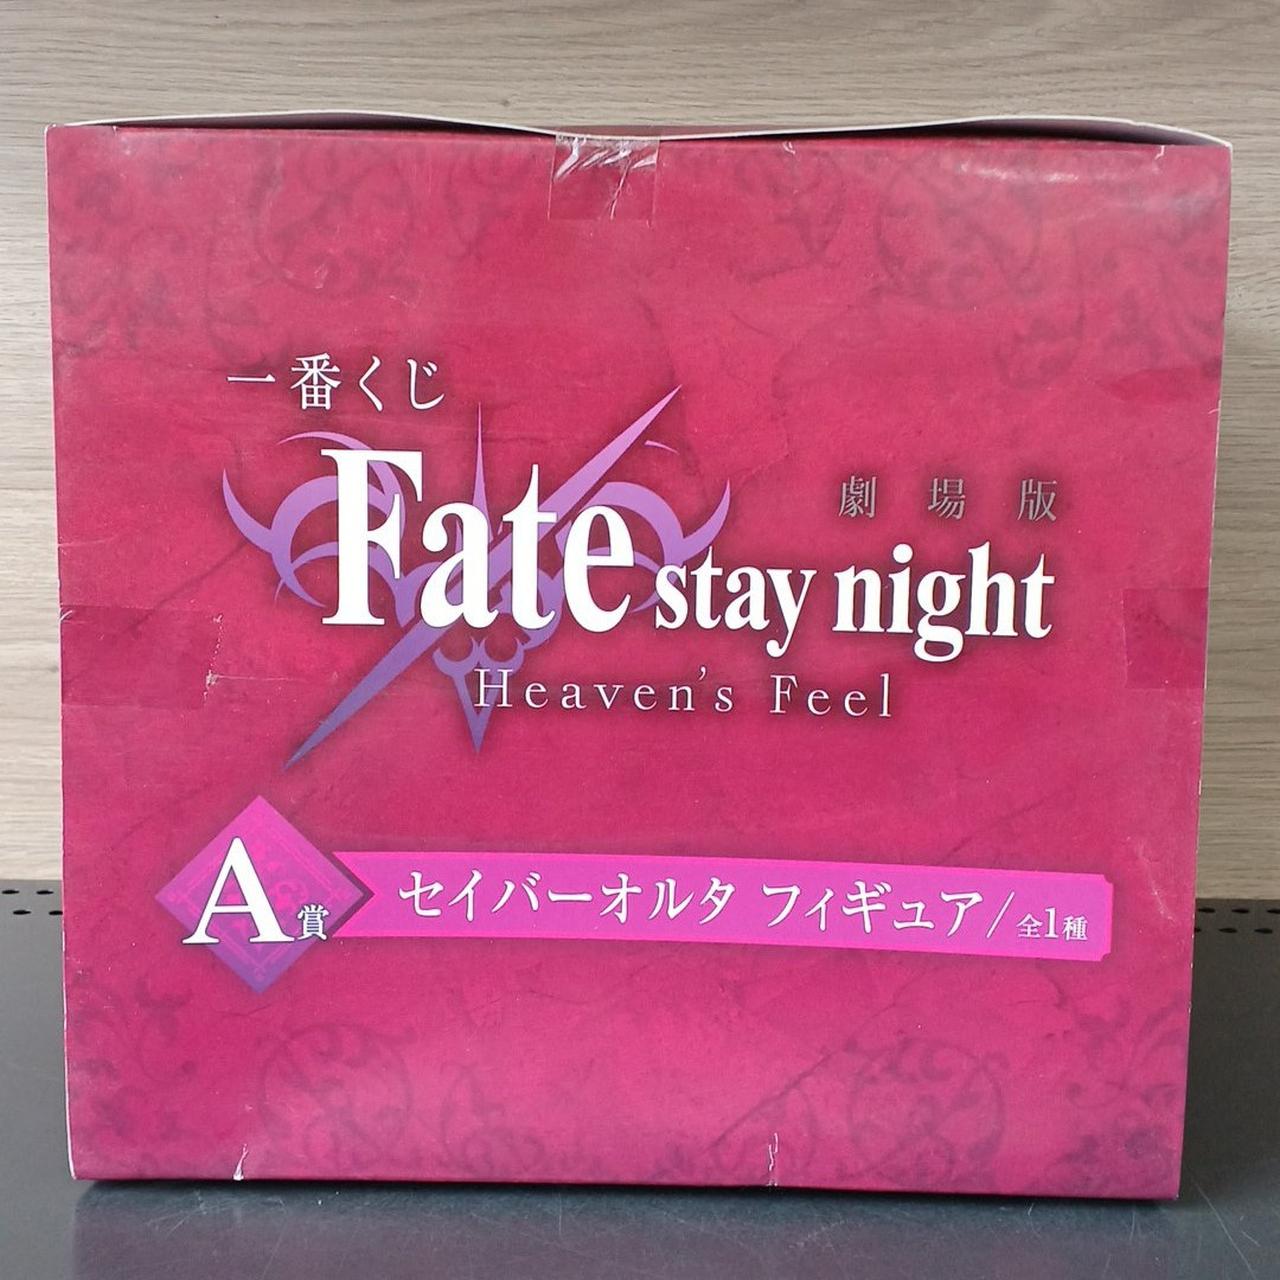 一番くじ
劇場版
Fate stay night
Heaven's Feel
A賞 セイバーオルタ フィギュア/全1種